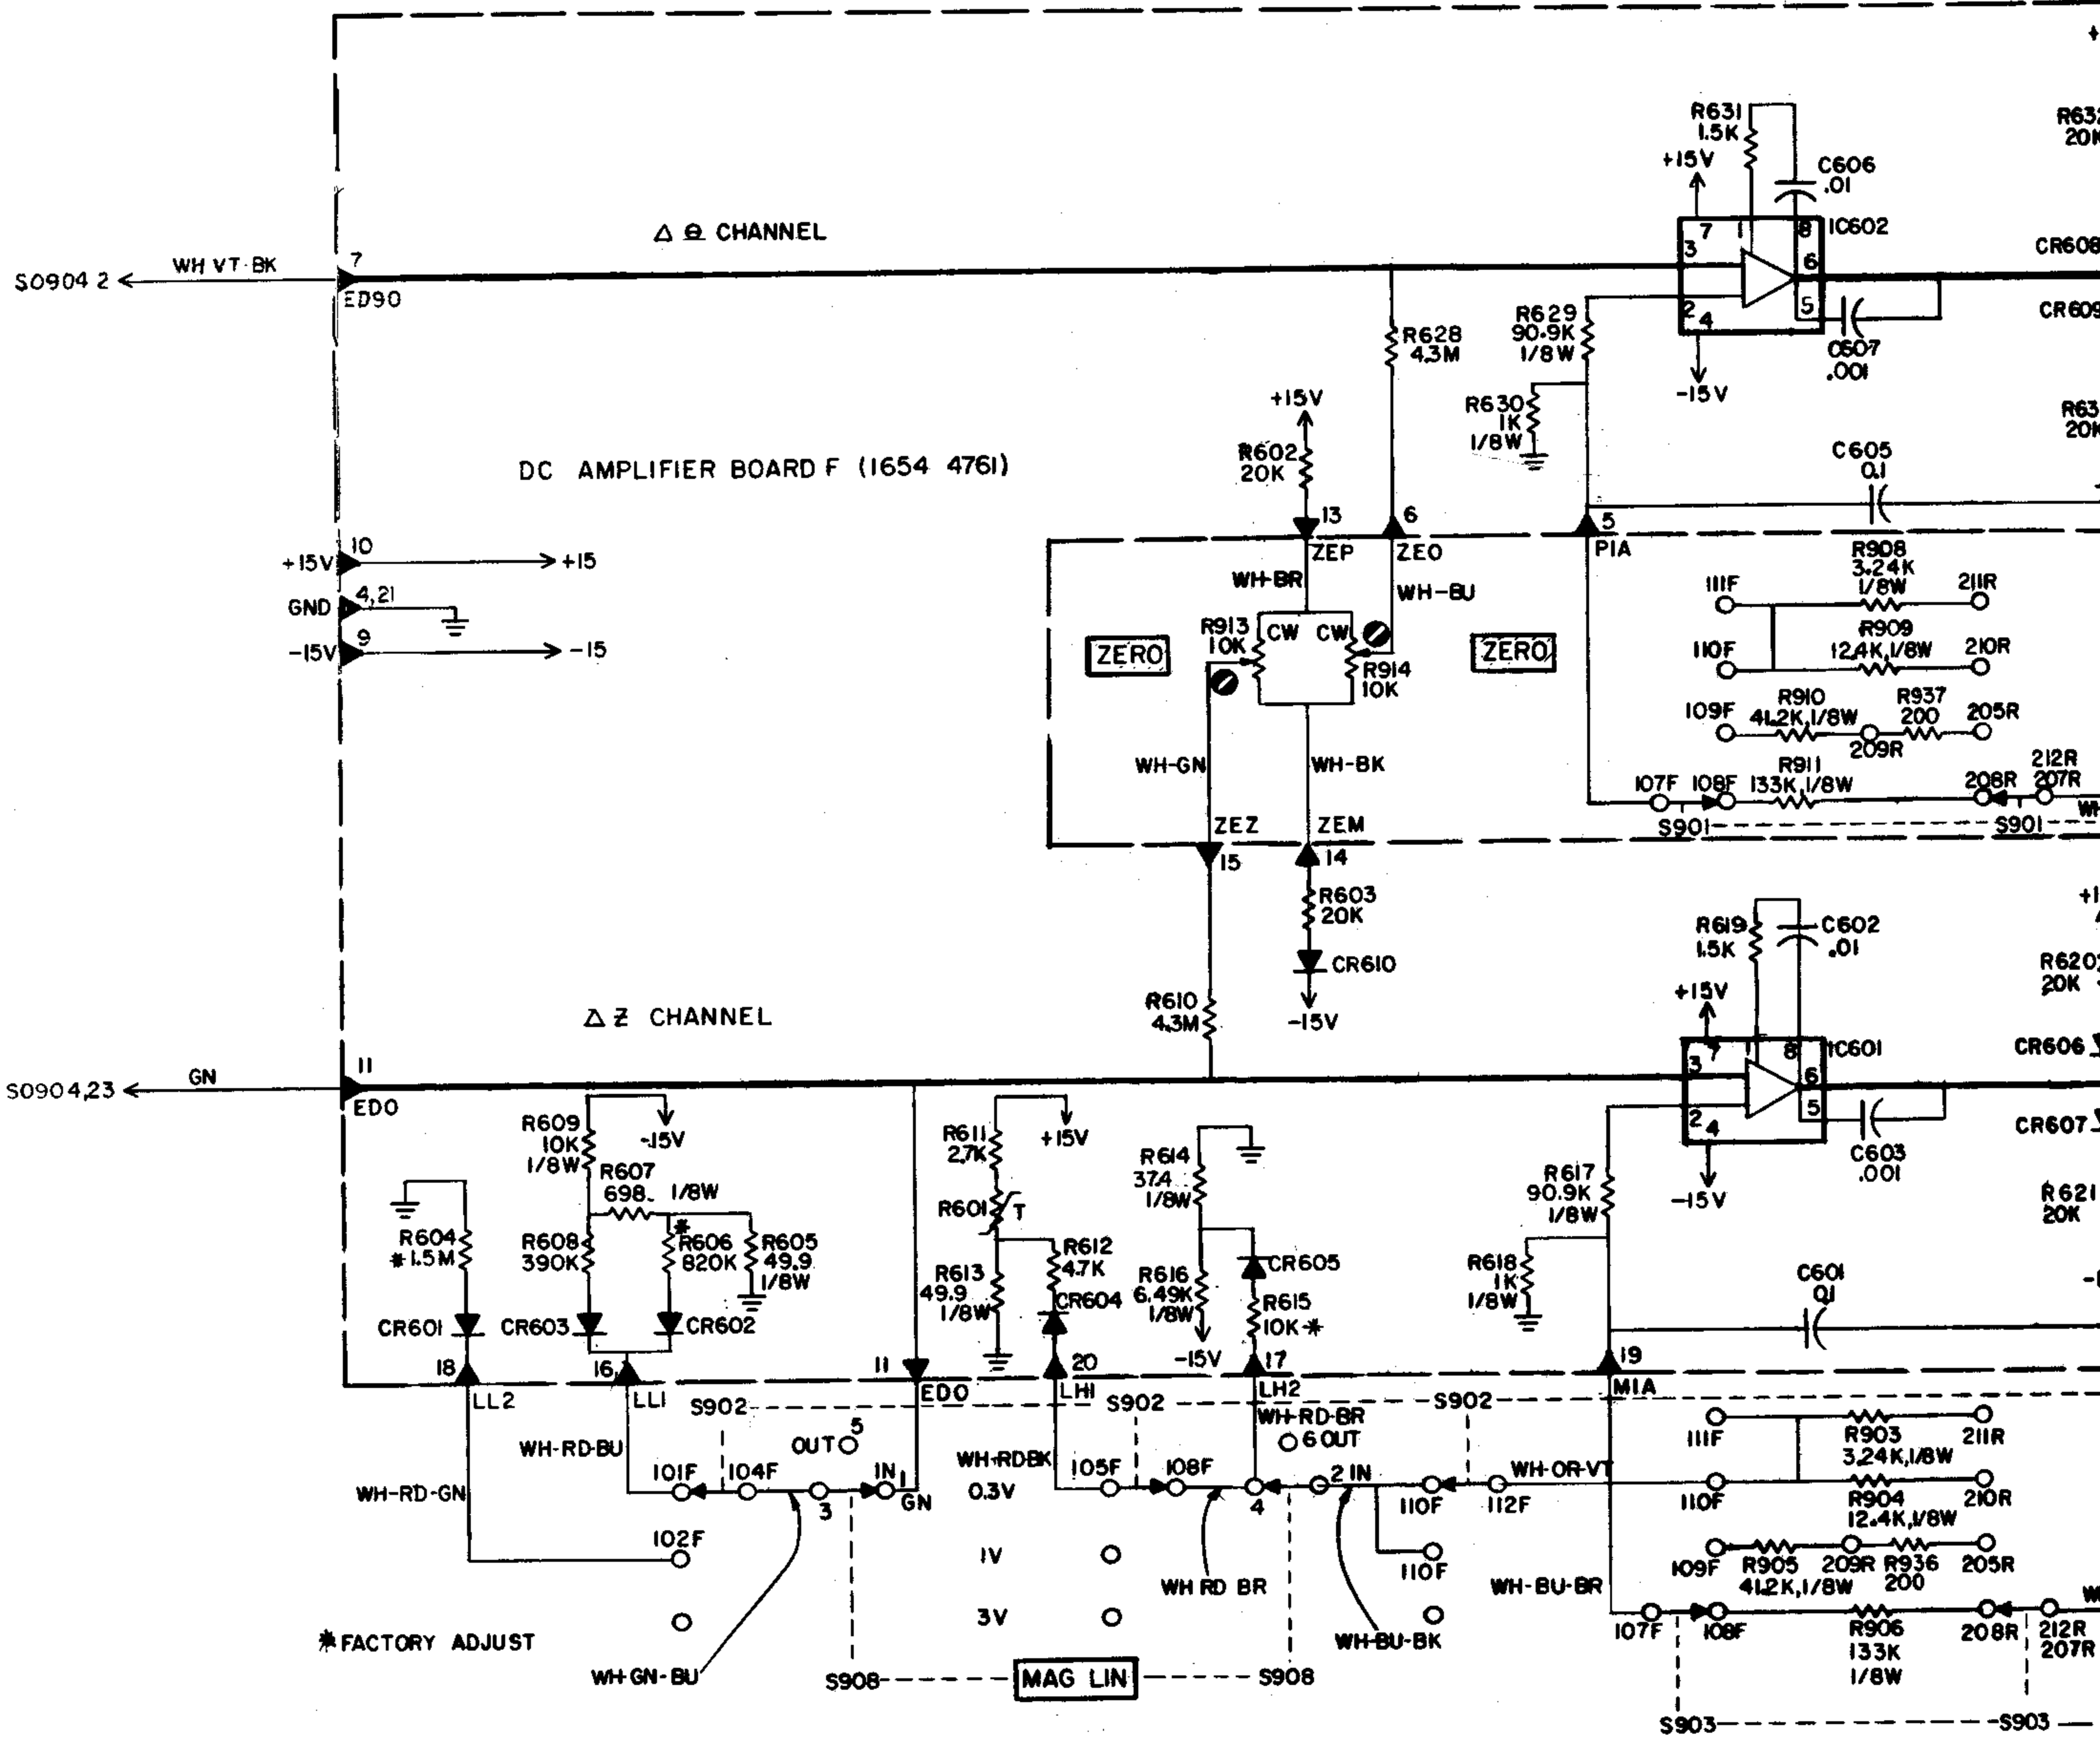 +
R631
1.5K
R632
20K
+15V
C606
.01
Δ Θ CHANNEL
7
1
8
IC602
3
6
CR608
S0904 2
WH VT-BK
7
ED90
2
4
5
R629
90.9K
1/8W
C607
.001
CR609
R628
4.3M
-15V
+15V
R630
1K
1/8W
R63
20K
R602
20K
C605
0.1
DC AMPLIFIER BOARD F (1654 4761)
13
6
5
ZEP
ZEO
PIA
+15V
10
+15
R908
3.24K
1/8W
WH-BR
WH-BU
111F
211R
GND
4,21
R913
10K
CW
CW
R909
12.4K,1/8W
-15V
9
-15
ZERO
ZERO
110F
210R
R914
10K
R910
41.2K,1/8W
R937
200
109F
205R
209R
WH-GN
WH-BK
R911
133K,1/8W
212R
207R
107F
108F
208R
WH
S901
S901
ZEZ
ZEM
15
14
R603
20K
+1
R619
1.5K
C602
.01
CR610
R620
20K
R610
4.3M
-15V
+15V
Δ Z CHANNEL
7
1
8
IC601
CR606
3
6
S0904,23
GN
11
EDO
2
4
5
CR607
R609
10K
1/8W
-15V
R611
2.7K
+15V
R614
37.4
1/8W
C603
.001
R607
698
1/8W
R617
90.9K
1/8W
-15V
R621
20K
R601
T
R604
*1.5M
R608
390K
*
R606
820K
R605
49.9
1/8W
R612
4.7K
CR605
R613
49.9
1/8W
R616
6.49K
1/8W
R618
1K
1/8W
C601
0.1
CR604
R615
10K *
CR601
CR603
CR602
-15V
18
16
11
20
17
19
LL2
LL1
EDO
LH1
LH2
MIA
S902
S902
S902
WH-RD-BR
WH-RD-BU
OUT
5
6 OUT
111F
R903
3.24K,1/8W
211R
WH-RD-GN
101F
104F
3
IN
1
GN
WH-RDBK
0.3V
105F
108F
4
2 IN
110F
112F
WH-OR-VT
110F
R904
12.4K,1/8W
210R
102F
1V
WH RD BR
110F
WH-BU-BR
109F
R905
41.2K,1/8W
209R
R936
200
205R
3V
107F
108F
R906
133K
1/8W
208R
212R
207R
*FACTORY ADJUST
WH-BU-BK
WH-GN-BU
S908
MAG LIN
S908
S903
S903